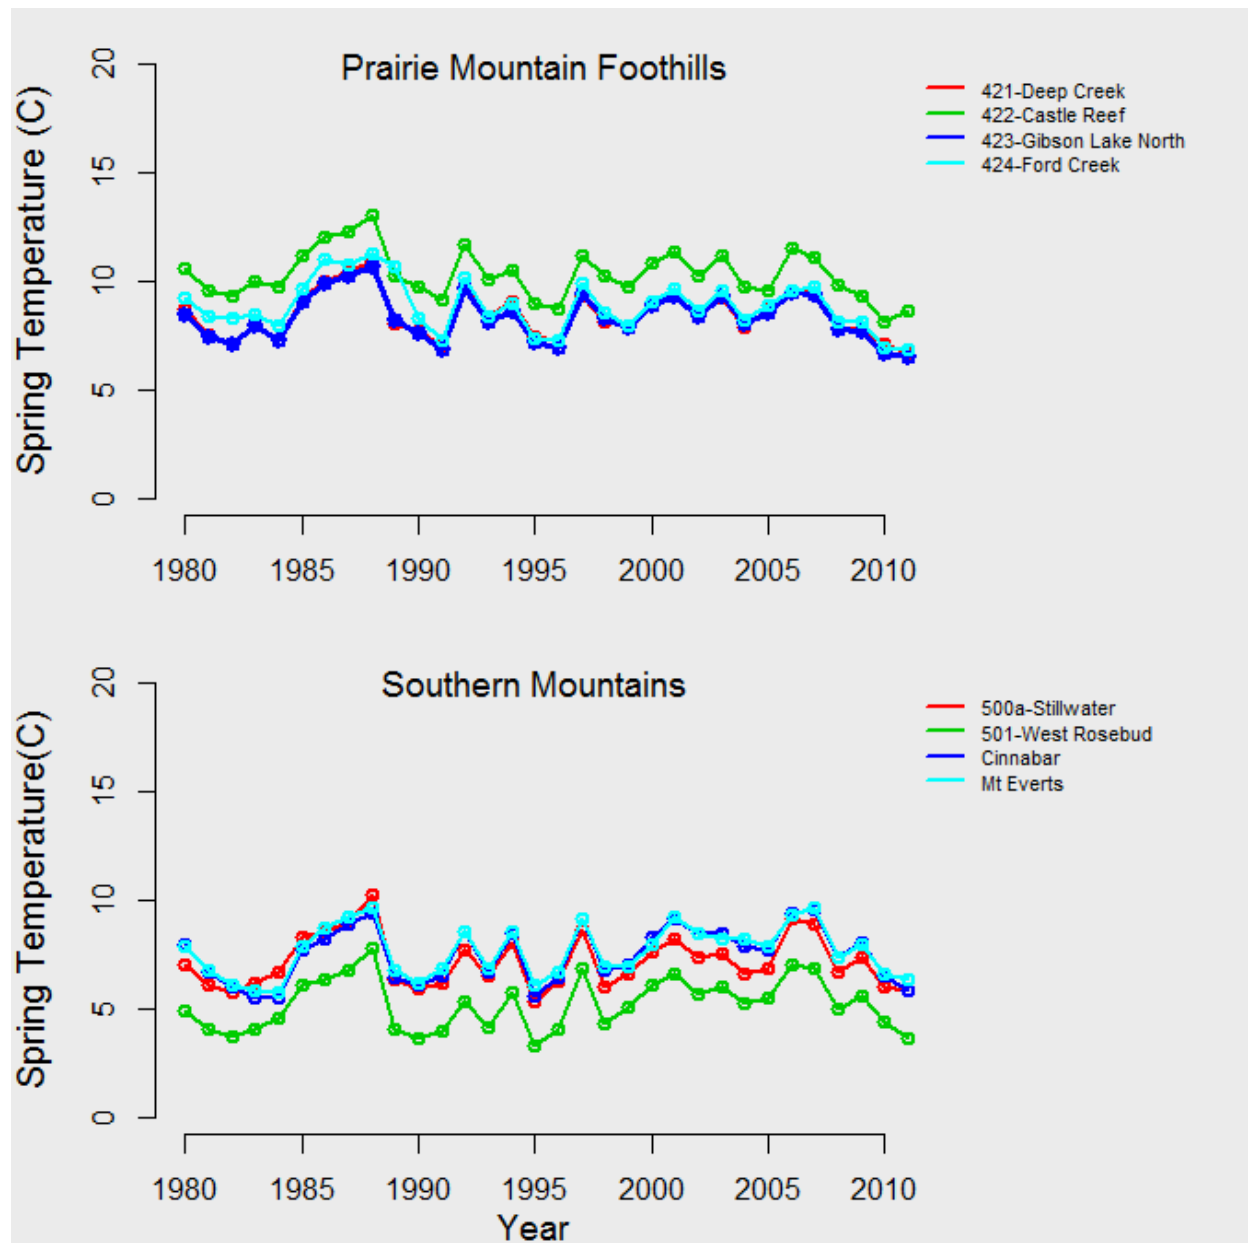 Prairie Mountain Foothills
Spring Temperature (C)
20
15
10
5
0
1980 1985 1990 1995 2000 2005 2010
421-Deep Creek
422-Castle Reef
423-Gibson Lake North
424-Ford Creek
Southern Mountains
Spring Temperature(C)
20
15
10
5
0
1980 1985 1990 1995 2000 2005 2010
Year
500a-Stillwater
501-West Rosebud
Cinnabar
Mt Everts